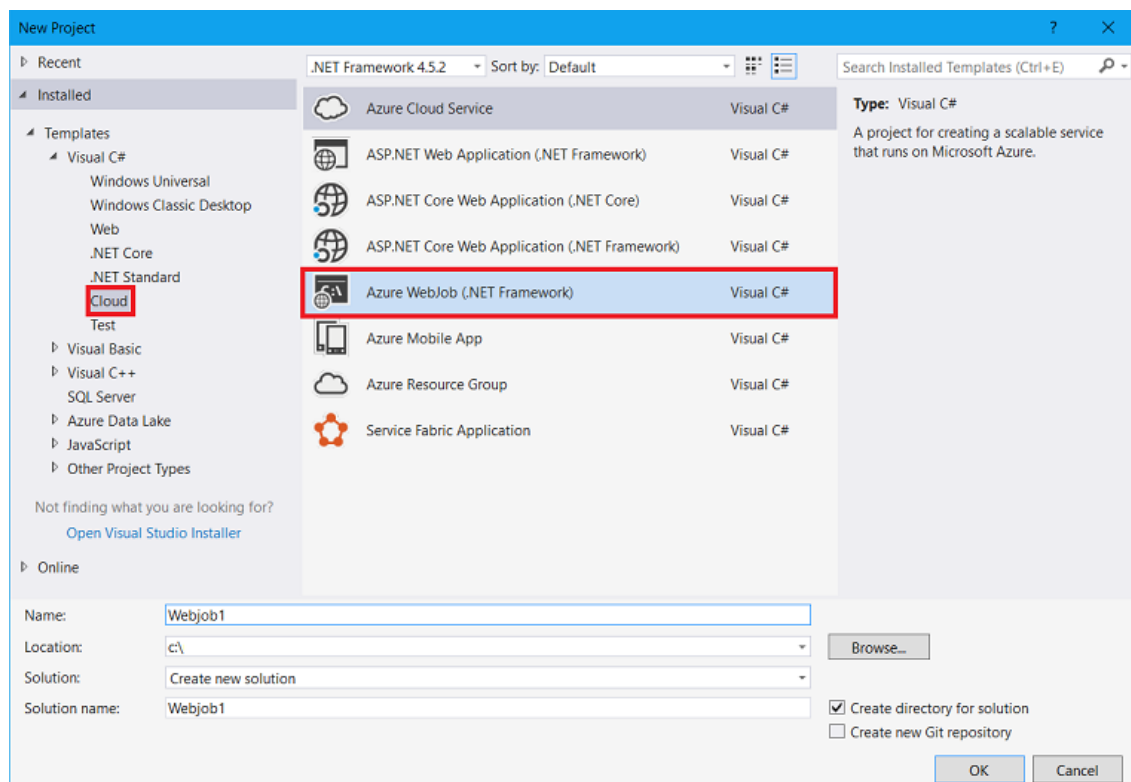 New Project
? 
Recent
.NET Framework 4.5.2 Sort by: Default
Search Installed Templates (Ctrl+E)
Installed
Templates
Visual C#
Windows Universal
Windows Classic Desktop
Web
.NET Core
.NET Standard
Cloud
Test
Visual Basic
Visual C++
SQL Server
Azure Data Lake
JavaScript
Other Project Types
Not finding what you are looking for?
Open Visual Studio Installer
Online
Azure Cloud Service Visual C#
ASP.NET Web Application (.NET Framework) Visual C#
ASP.NET Core Web Application (.NET Core) Visual C#
ASP.NET Core Web Application (.NET Framework) Visual C#
Azure WebJob (.NET Framework) Visual C#
Azure Mobile App Visual C#
Azure Resource Group Visual C#
Service Fabric Application Visual C#
Type: Visual C#
A project for creating a scalable service
that runs on Microsoft Azure.
Name: Webjob1
Location: c:\
Browse...
Solution: Create new solution
Solution name: Webjob1
Create directory for solution
Create new Git repository
OK Cancel